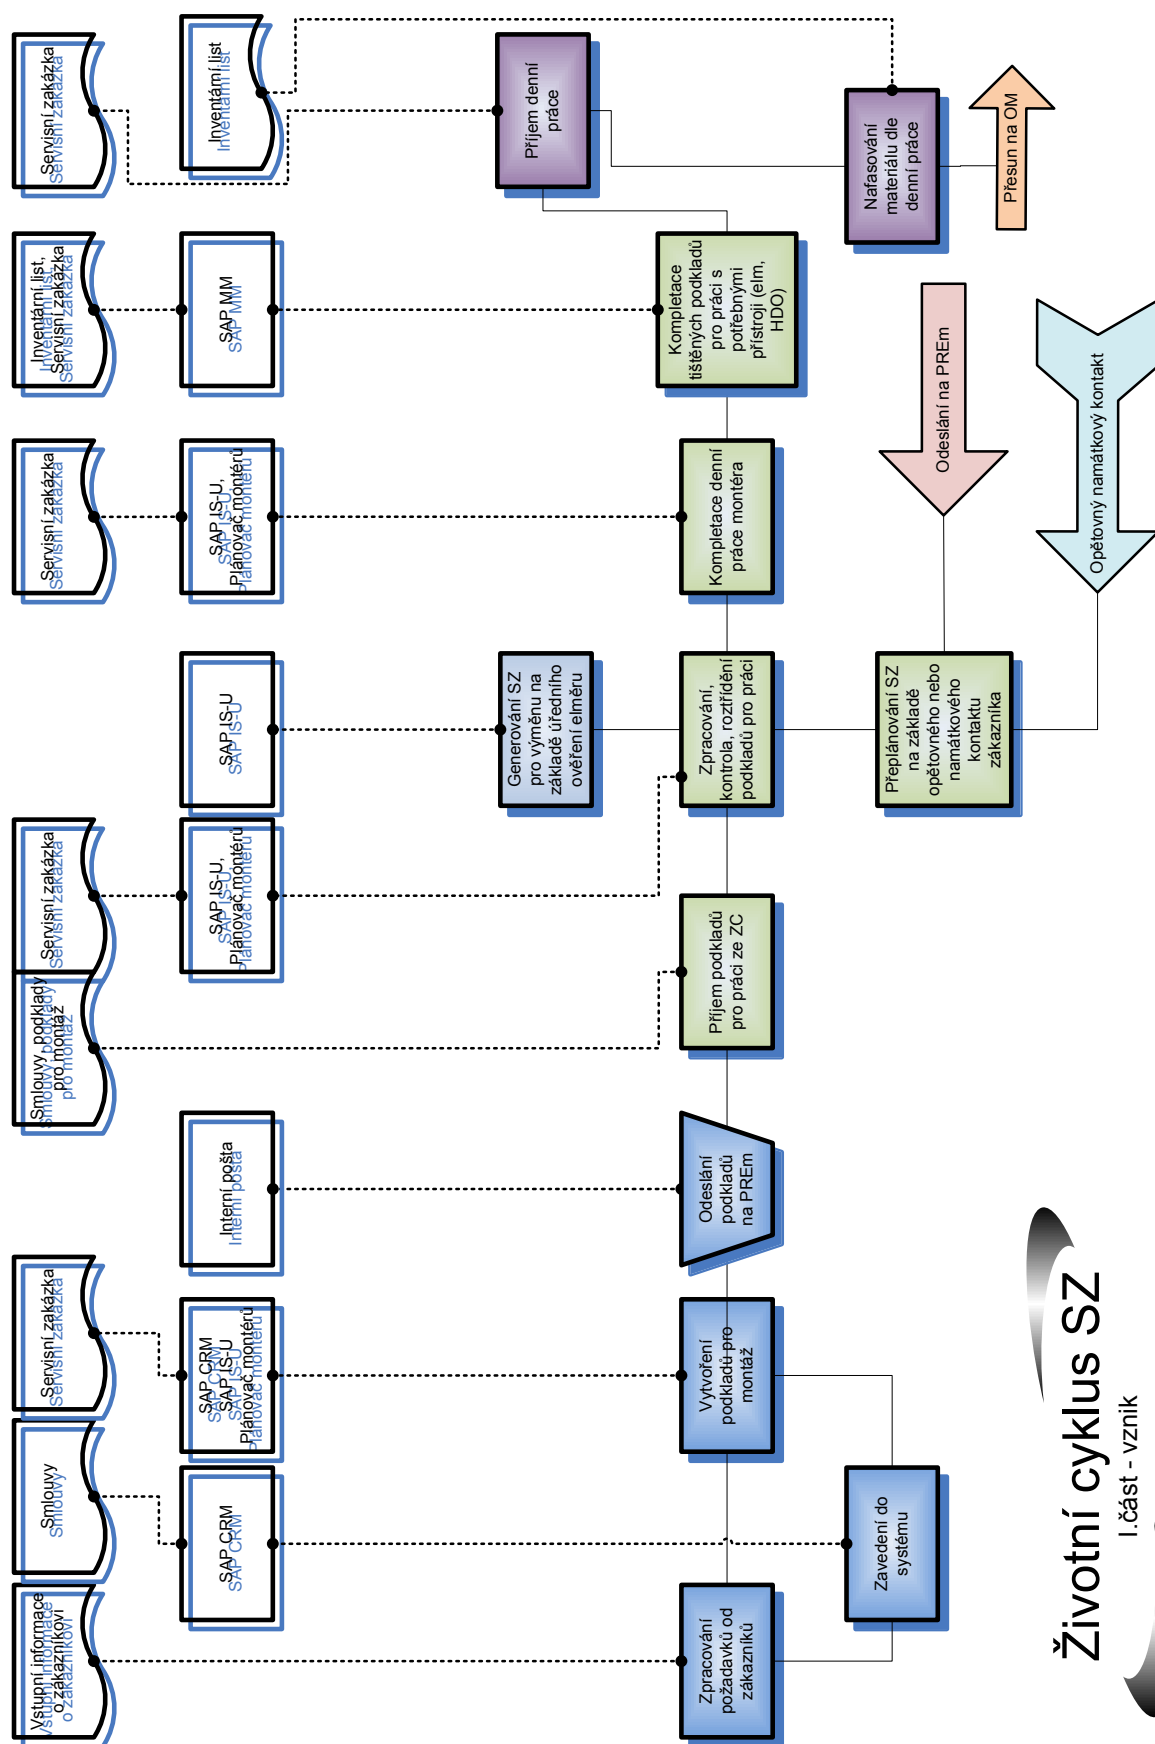 Vstupní informace
o zákazníkovi
Smlouvy
Servisní zakázka
Smlouvy, podklady
pro montáž
Servisní zakázka
Servisní zakázka
Inventární list,
Servisní zakázka
Servisní zakázka
SAP CRM
SAP CRM
SAP IS-U
Plánovač montérů
Interní pošta
SAP IS-U,
Plánovač montérů
SAP IS-U
SAP IS-U,
Plánovač montérů
SAP MM
Inventární list
Generování SZ
pro výměnu na
základě úředního
ověření elměru
Příjem denní
práce
Zpracování
požadavků od
zákazníků
Vytvoření
podkladů pro
montáž
Odeslání
podkladů
na PREm
Příjem podkladů
pro práci ze ZC
Zpracování,
kontrola, roztřídění
podkladů pro práci
Kompletace denní
práce montéra
Kompletace
tištěných podkladů
pro práci s
potřebnými
přístroji (elm,
HDO)
Zavedení do
systému
Přeplánování SZ
na základě
opětovného nebo
namátkového
kontaktu
zákazníka
Odeslání na PREm
Nafasování
materiálu dle
denní práce
Přesun na OM
Opětovný namátkový kontakt
Životní cyklus SZ
I.část - vznik